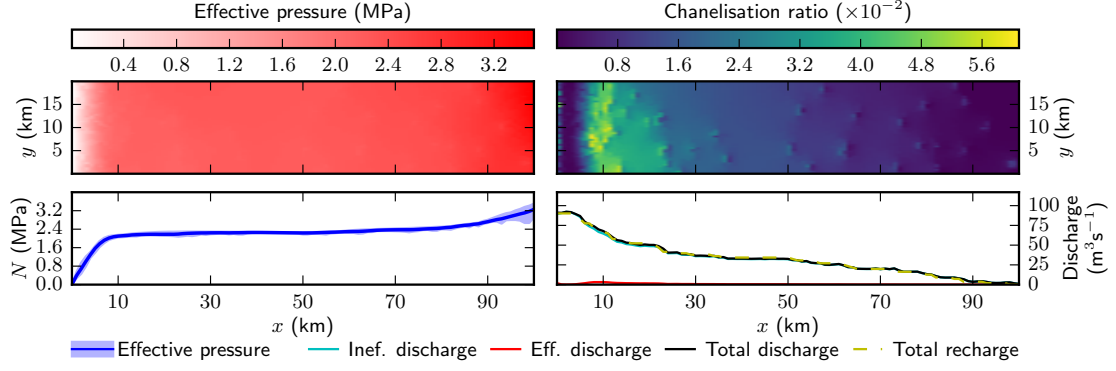 Effective pressure (MPa)
Chanelisation ratio (×10⁻²)
0.4 0.8 1.2 1.6 2.0 2.4 2.8 3.2
0.8 1.6 2.4 3.2 4.0 4.8 5.6
y (km)
15
10
5
15
10
5
y (km)
N (MPa)
3.2
2.4
1.6
0.8
0.0
100
75
50
25
0
Discharge
(m³s⁻¹)
10 30 50 70 90
10 30 50 70 90
x (km)
x (km)
Effective pressure Inef. discharge Eff. discharge Total discharge Total recharge